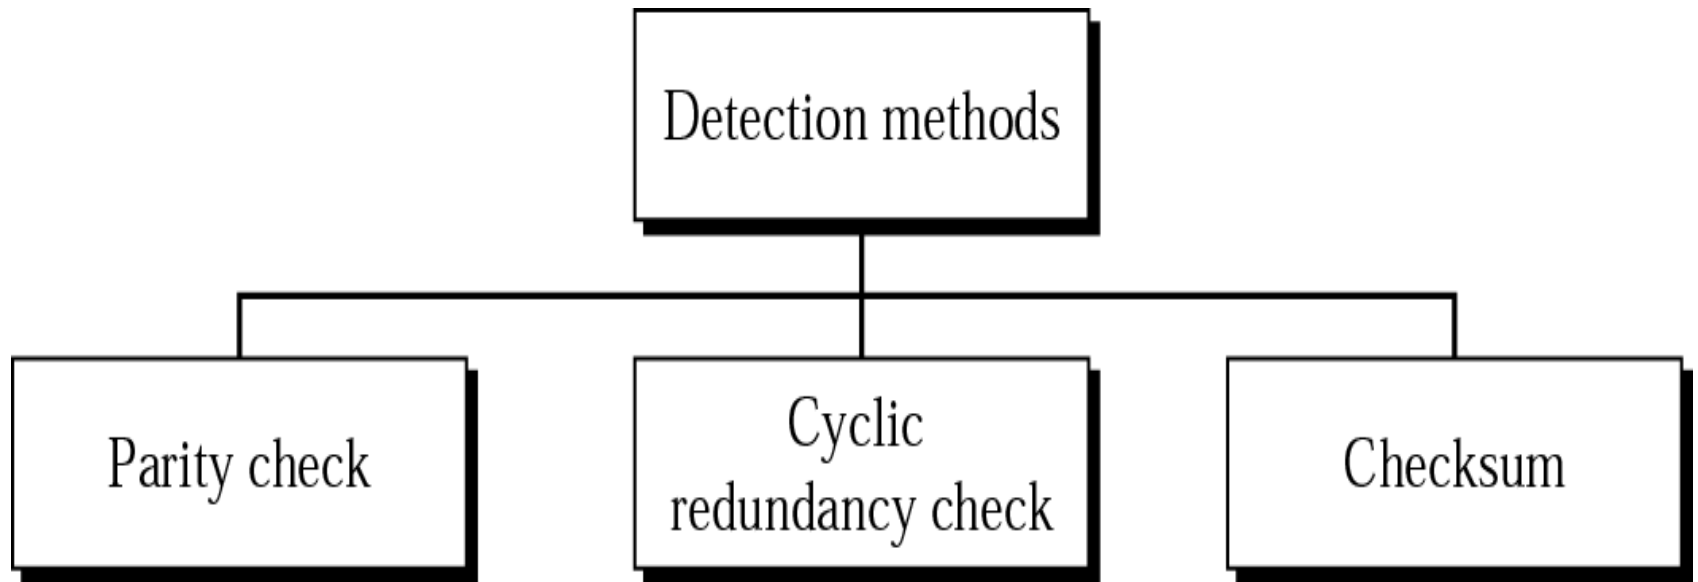 Detection methods
Parity check
Cyclic
redundancy check
Checksum